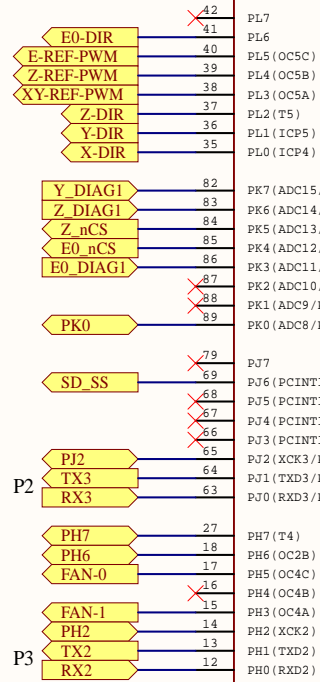 42 PL7
E0-DIR 41 PL6
E-REF-PWM 40 PL5(OC5C)
Z-REF-PWM 39 PL4(OC5B)
XY-REF-PWM 38 PL3(OC5A)
Z-DIR 37 PL2(T5)
Y-DIR 36 PL1(ICP5)
X-DIR 35 PL0(ICP4)
Y_DIAG1 82 PK7(ADC15/
Z_DIAG1 83 PK6(ADC14/
Z_nCS 84 PK5(ADC13/
E0_nCS 85 PK4(ADC12/
E0_DIAG1 86 PK3(ADC11/
87 PK2(ADC10/
88 PK1(ADC9/
PK0 89 PK0(ADC8/
79 PJ7
SD_SS 69 PJ6(PCINT
68 PJ5(PCINT
67 PJ4(PCINT
66 PJ3(PCINT
PJ2 65 PJ2(XCK3/
P2 TX3 64 PJ1(TXD3/
RX3 63 PJ0(RXD3/
PH7 27 PH7(T4)
PH6 18 PH6(OC2B)
FAN-0 17 PH5(OC4C)
16 PH4(OC4B)
FAN-1 15 PH3(OC4A)
PH2 14 PH2(XCK2)
P3 TX2 13 PH1(TXD2)
RX2 12 PH0(RXD2)